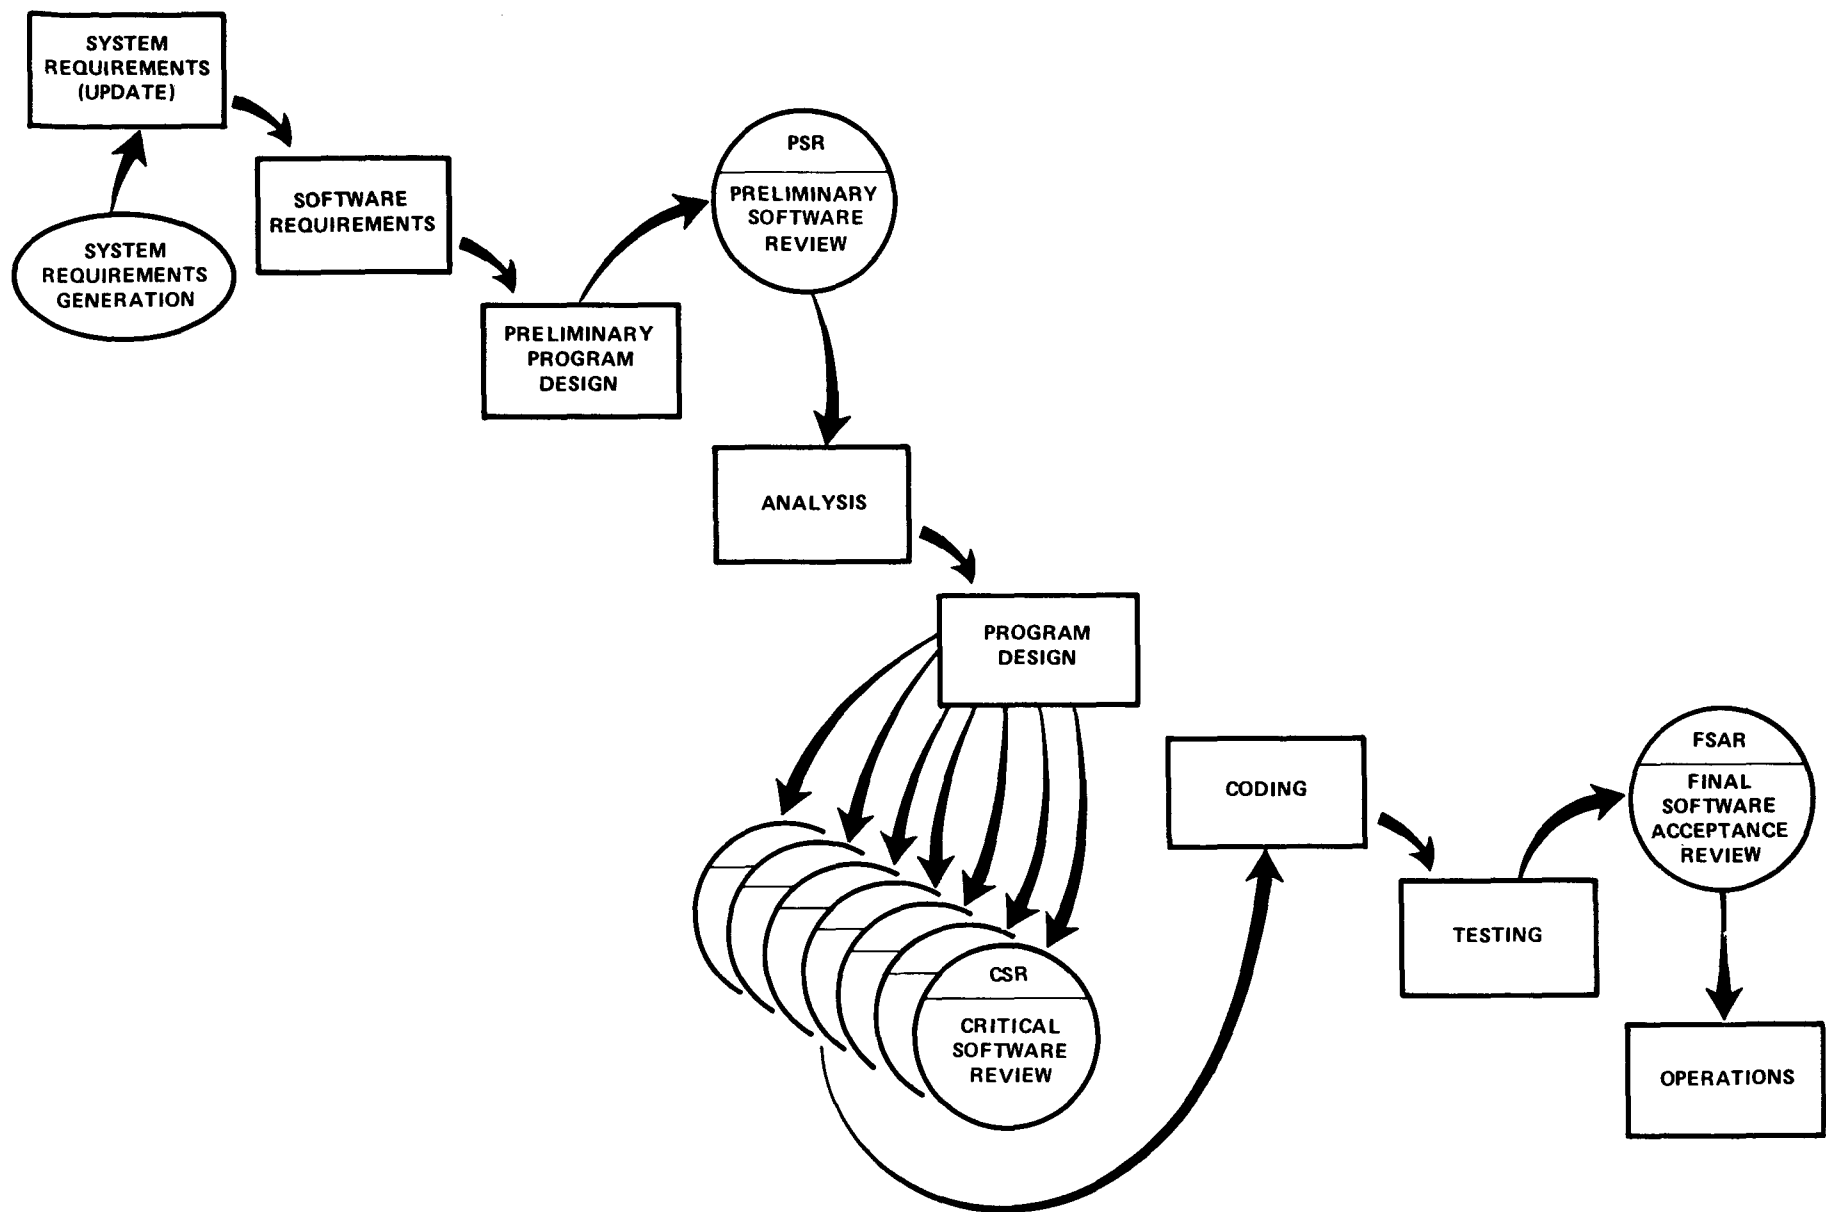 SYSTEM
REQUIREMENTS
(UPDATE)
SYSTEM
REQUIREMENTS
GENERATION
SOFTWARE
REQUIREMENTS
PRELIMINARY
PROGRAM
DESIGN
PSR
PRELIMINARY
SOFTWARE
REVIEW
ANALYSIS
PROGRAM
DESIGN
CSR
CRITICAL
SOFTWARE
REVIEW
CODING
TESTING
FSAR
FINAL
SOFTWARE
ACCEPTANCE
REVIEW
OPERATIONS